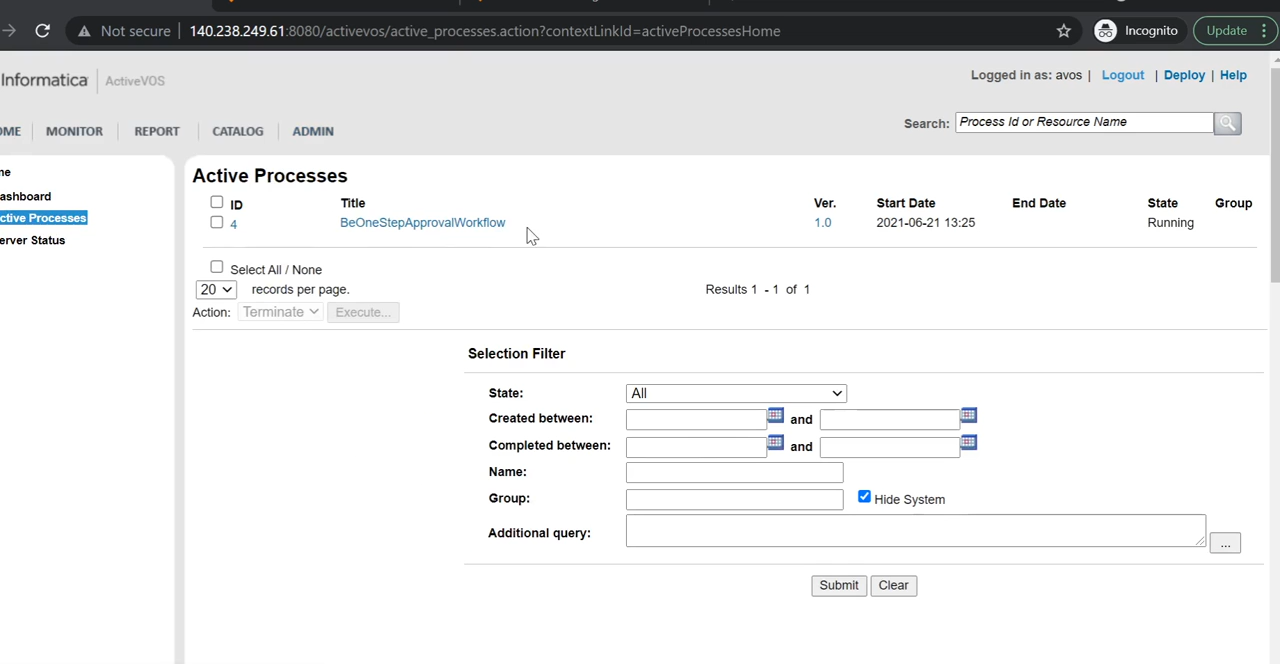 Not secure 140.238.249.61:8080/activevos/active_processes.action?contextLinkId=activeProcessesHome Incognito Update
Informatica ActiveVOS Logged in as: avos | Logout | Deploy | Help
OME MONITOR REPORT CATALOG ADMIN Search: Process Id or Resource Name
me
ashboard
ctive Processes
erver Status
Active Processes
ID Title Ver. Start Date End Date State Group
4 BeOneStepApprovalWorkflow 1.0 2021-06-21 13:25 Running
Select All / None
20 records per page. Results 1 - 1 of 1
Action: Terminate Execute...
Selection Filter
State: All
Created between: and
Completed between: and
Name:
Group: Hide System
Additional query: ...
Submit Clear